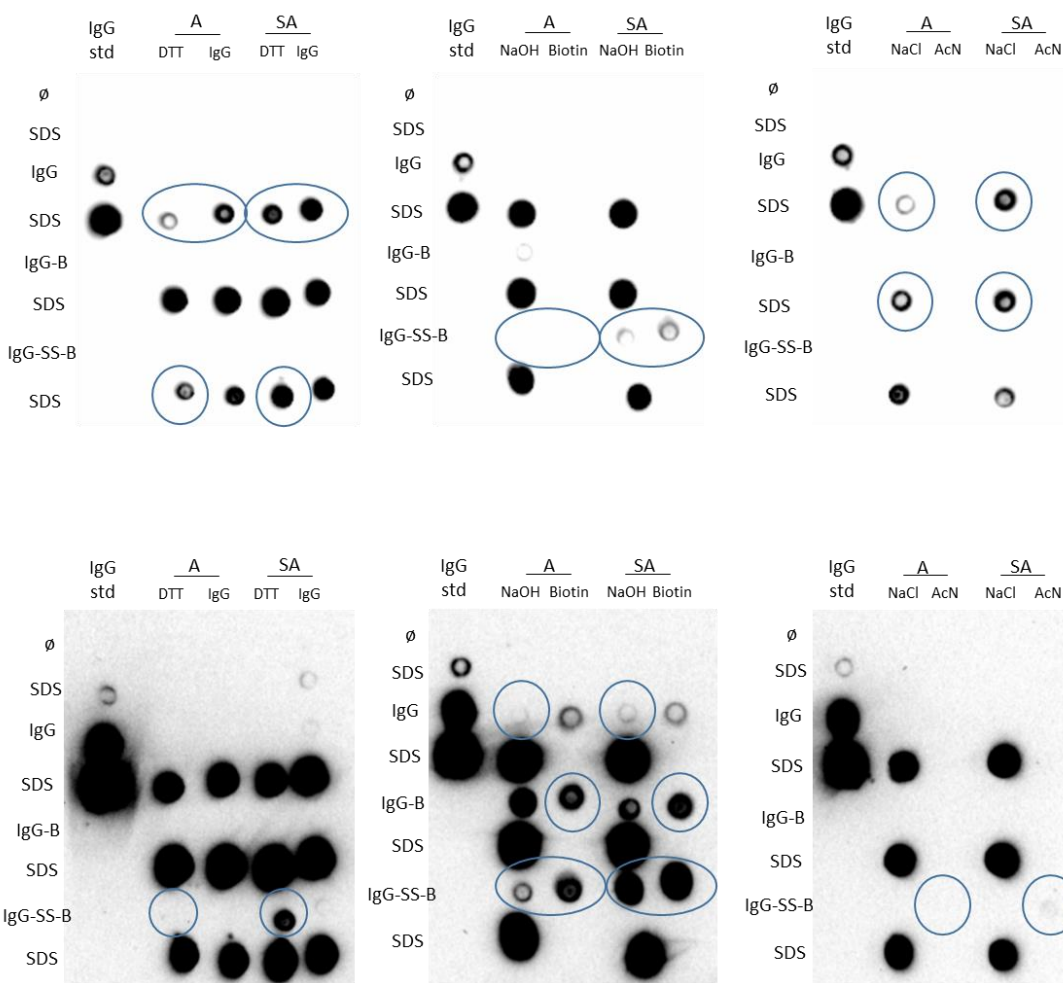 IgG std A SA
DTT IgG DTT IgG
ø
SDS
IgG
SDS
IgG-B
SDS
IgG-SS-B
SDS
IgG std A SA
NaOH Biotin NaOH Biotin
ø
SDS
IgG
SDS
IgG-B
SDS
IgG-SS-B
SDS
IgG std A SA
NaCl AcN NaCl AcN
ø
SDS
IgG
SDS
IgG-B
SDS
IgG-SS-B
SDS
IgG std A SA
DTT IgG DTT IgG
ø
SDS
IgG
SDS
IgG-B
SDS
IgG-SS-B
SDS
IgG std A SA
NaOH Biotin NaOH Biotin
ø
SDS
IgG
SDS
IgG-B
SDS
IgG-SS-B
SDS
IgG std A SA
NaCl AcN NaCl AcN
ø
SDS
IgG
SDS
IgG-B
SDS
IgG-SS-B
SDS